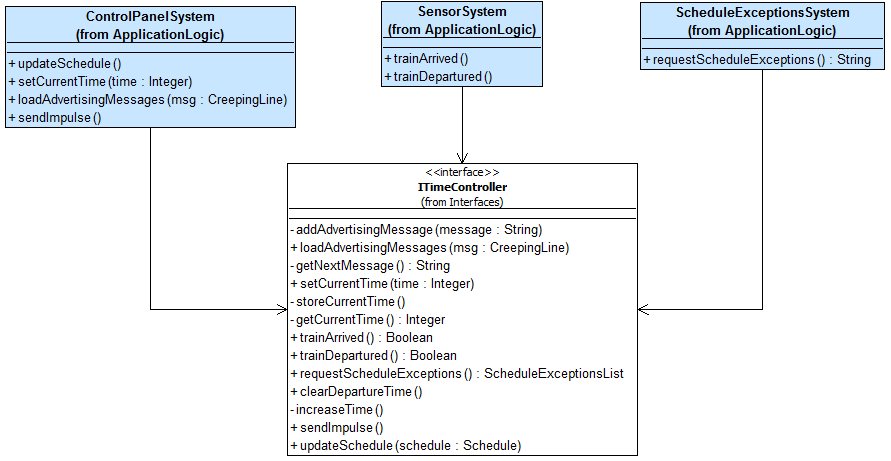 ControlPanelSystem
(from ApplicationLogic)
+ updateSchedule ()
+ setCurrentTime (time : Integer)
+ loadAdvertisingMessages (msg : CreepingLine)
+ sendImpulse ()
SensorSystem
(from ApplicationLogic)
+ trainArrived ()
+ trainDepartured ()
ScheduleExceptionsSystem
(from ApplicationLogic)
+ requestScheduleExceptions () : String
<<interface>>
ITimeController
(from Interfaces)
- addAdvertisingMessage (message : String)
+ loadAdvertisingMessages (msg : CreepingLine)
- getNextMessage () : String
+ setCurrentTime (time : Integer)
- storeCurrentTime ()
- getCurrentTime () : Integer
+ trainArrived () : Boolean
+ trainDepartured () : Boolean
+ requestScheduleExceptions () : ScheduleExceptionsList
+ clearDepartureTime ()
- increaseTime ()
+ sendImpulse ()
+ updateSchedule (schedule : Schedule)